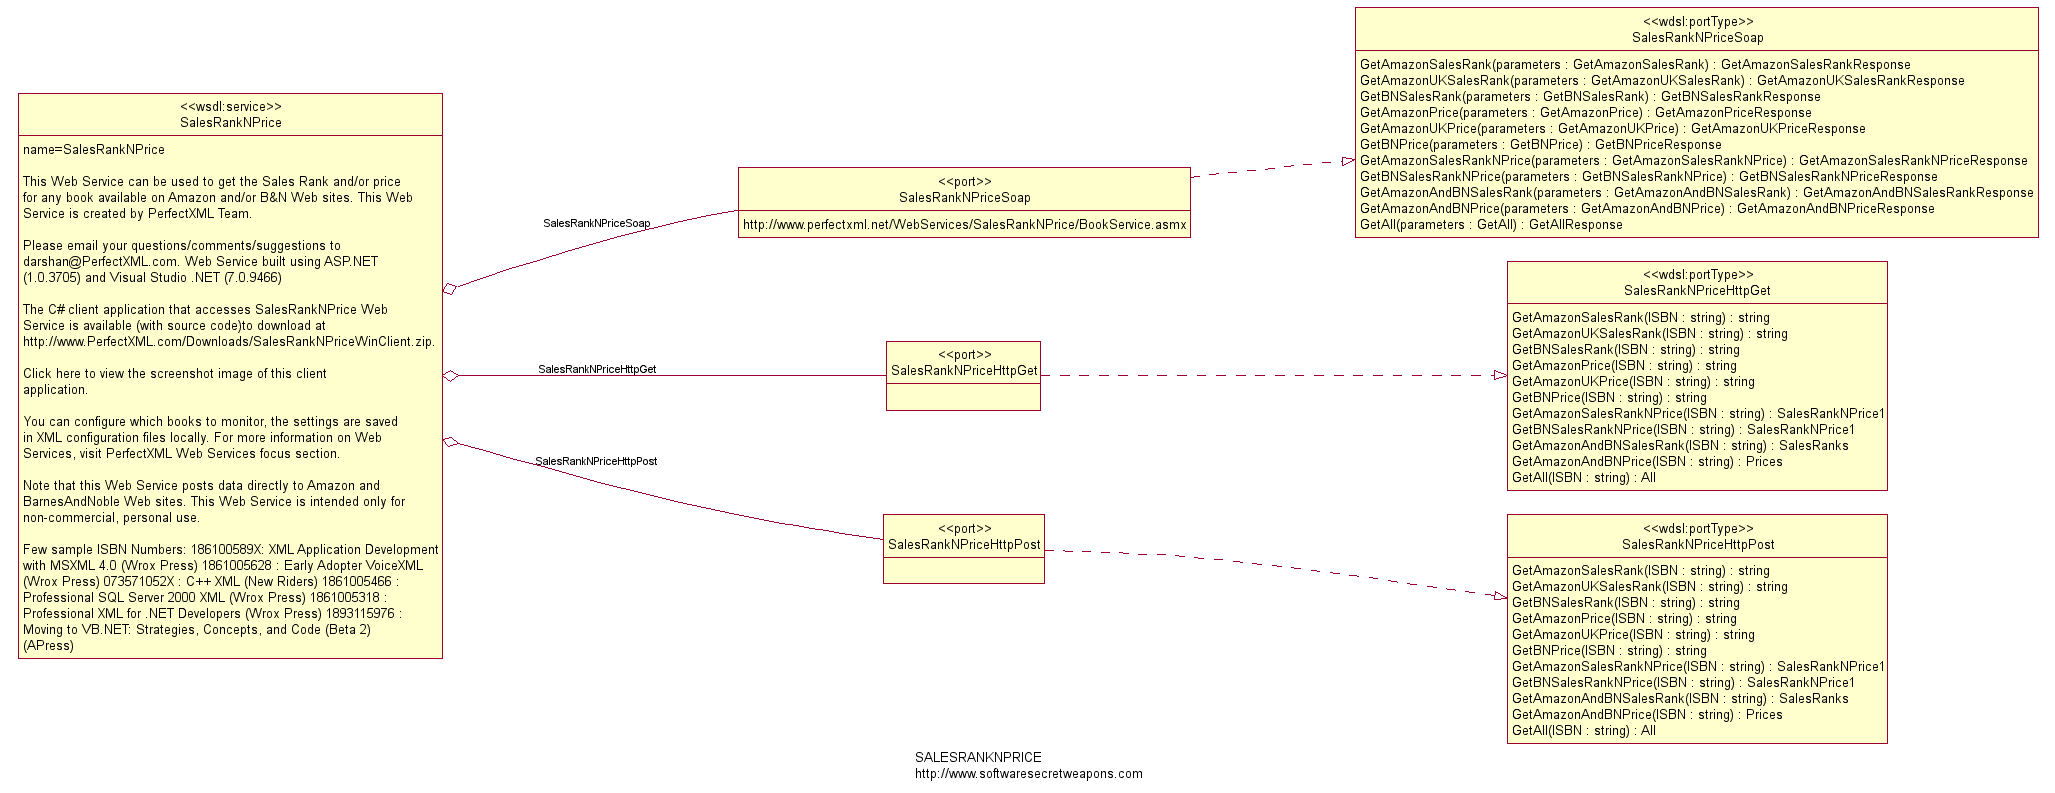 <<wsdl:service>>
SalesRankNPrice
name=SalesRankNPrice
This Web Service can be used to get the Sales Rank and/or price
for any book available on Amazon and/or B&N Web sites. This Web
Service is created by PerfectXML Team.
Please email your questions/comments/suggestions to
darshan@PerfectXML.com. Web Service built using ASP.NET
(1.0.3705) and Visual Studio .NET (7.0.9466)
The C# client application that accesses SalesRankNPrice Web
Service is available (with source code)to download at
http://www.PerfectXML.com/Downloads/SalesRankNPriceWinClient.zip.
Click here to view the screenshot image of this client
application.
You can configure which books to monitor, the settings are saved
in XML configuration files locally. For more information on Web
Services, visit PerfectXML Web Services focus section.
Note that this Web Service posts data directly to Amazon and
BarnesAndNoble Web sites. This Web Service is intended only for
non-commercial, personal use.
Few sample ISBN Numbers: 186100589X: XML Application Development
with MSXML 4.0 (Wrox Press) 1861005628 : Early Adopter VoiceXML
(Wrox Press) 073571052X : C++ XML (New Riders) 1861005466 :
Professional SQL Server 2000 XML (Wrox Press) 1861005318 :
Professional XML for .NET Developers (Wrox Press) 1893115976 :
Moving to VB.NET: Strategies, Concepts, and Code (Beta 2)
(APress)
SalesRankNPriceSoap
SalesRankNPriceHttpGet
SalesRankNPriceHttpPost
<<port>>
SalesRankNPriceSoap
http://www.perfectxml.net/WebServices/SalesRankNPrice/BookService.asmx
<<port>>
SalesRankNPriceHttpGet
<<port>>
SalesRankNPriceHttpPost
<<wdsl:portType>>
SalesRankNPriceSoap
GetAmazonSalesRank(parameters : GetAmazonSalesRank) : GetAmazonSalesRankResponse
GetAmazonUKSalesRank(parameters : GetAmazonUKSalesRank) : GetAmazonUKSalesRankResponse
GetBNSalesRank(parameters : GetBNSalesRank) : GetBNSalesRankResponse
GetAmazonPrice(parameters : GetAmazonPrice) : GetAmazonPriceResponse
GetAmazonUKPrice(parameters : GetAmazonUKPrice) : GetAmazonUKPriceResponse
GetBNPrice(parameters : GetBNPrice) : GetBNPriceResponse
GetAmazonSalesRankNPrice(parameters : GetAmazonSalesRankNPrice) : GetAmazonSalesRankNPriceResponse
GetBNSalesRankNPrice(parameters : GetBNSalesRankNPrice) : GetBNSalesRankNPriceResponse
GetAmazonAndBNSalesRank(parameters : GetAmazonAndBNSalesRank) : GetAmazonAndBNSalesRankResponse
GetAmazonAndBNPrice(parameters : GetAmazonAndBNPrice) : GetAmazonAndBNPriceResponse
GetAll(parameters : GetAll) : GetAllResponse
<<wdsl:portType>>
SalesRankNPriceHttpGet
GetAmazonSalesRank(ISBN : string) : string
GetAmazonUKSalesRank(ISBN : string) : string
GetBNSalesRank(ISBN : string) : string
GetAmazonPrice(ISBN : string) : string
GetAmazonUKPrice(ISBN : string) : string
GetBNPrice(ISBN : string) : string
GetAmazonSalesRankNPrice(ISBN : string) : SalesRankNPrice1
GetBNSalesRankNPrice(ISBN : string) : SalesRankNPrice1
GetAmazonAndBNSalesRank(ISBN : string) : SalesRanks
GetAmazonAndBNPrice(ISBN : string) : Prices
GetAll(ISBN : string) : All
<<wdsl:portType>>
SalesRankNPriceHttpPost
GetAmazonSalesRank(ISBN : string) : string
GetAmazonUKSalesRank(ISBN : string) : string
GetBNSalesRank(ISBN : string) : string
GetAmazonPrice(ISBN : string) : string
GetAmazonUKPrice(ISBN : string) : string
GetBNPrice(ISBN : string) : string
GetAmazonSalesRankNPrice(ISBN : string) : SalesRankNPrice1
GetBNSalesRankNPrice(ISBN : string) : SalesRankNPrice1
GetAmazonAndBNSalesRank(ISBN : string) : SalesRanks
GetAmazonAndBNPrice(ISBN : string) : Prices
GetAll(ISBN : string) : All
SALESRANKNPRICE
http://www.softwaresecretweapons.com